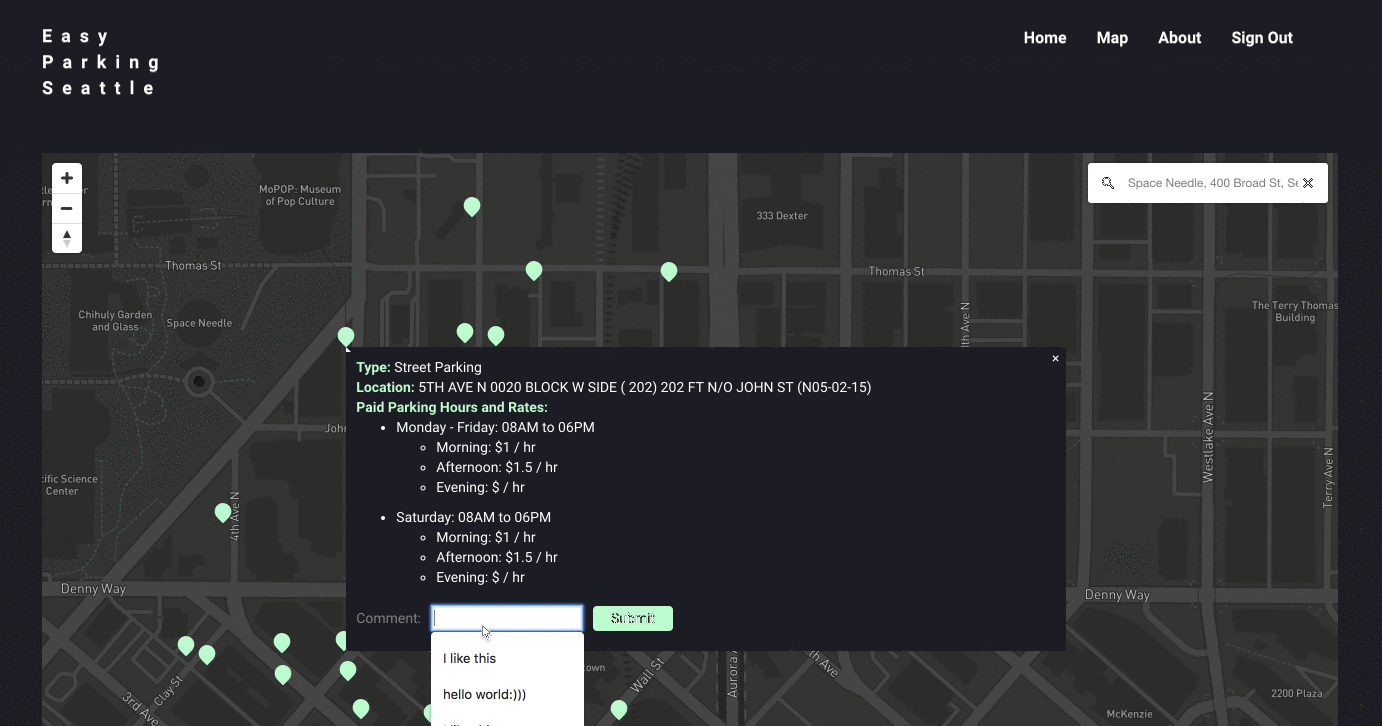 Easy
Parking
Seattle
Home
Map
About
Sign Out
+
−
Space Needle, 400 Broad St, Se
MoPOP: Museum
of Pop Culture
333 Dexter
Thomas St
Thomas St
Chihuly Garden
and Glass
Space Needle
The Terry Thomas
Building
×
Type: Street Parking
Location: 5TH AVE N 0020 BLOCK W SIDE ( 202) 202 FT N/O JOHN ST (N05-02-15)
Paid Parking Hours and Rates:
Monday - Friday: 08AM to 06PM
Morning: $1 / hr
Afternoon: $1.5 / hr
Evening: $ / hr
Saturday: 08AM to 06PM
Morning: $1 / hr
Afternoon: $1.5 / hr
Evening: $ / hr
John
Westlake Ave N
Terry Ave N
ific Science
Center
4th Ave N
Denny Way
Denny Way
Comment:
Submit
I like this
hello world:)))
town
Wall St
Aurora
th Ave
3rd Ave
Clay St
2200 Plaza
McKenzie